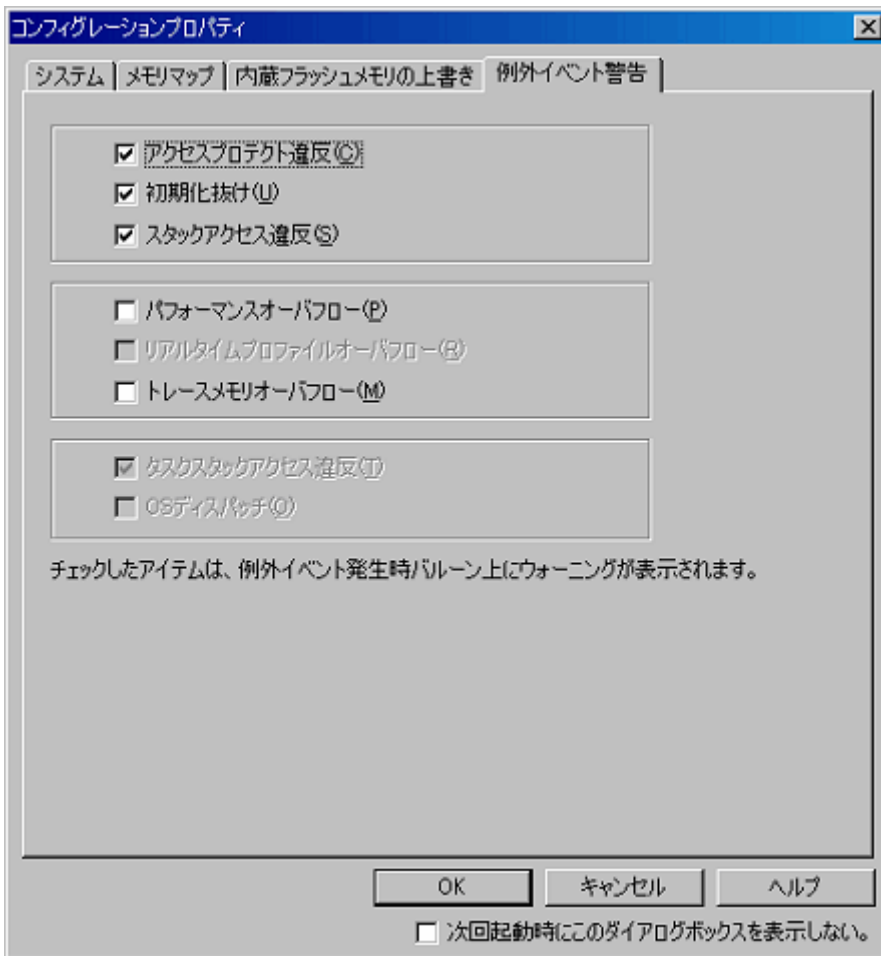 コンフィグレーションプロパティ
システム メモリマップ 内蔵フラッシュメモリの上書き 例外イベント警告
アクセスプロテクト違反(C)
初期化抜け(U)
スタックアクセス違反(S)
パフォーマンスオーバフロー(P)
リアルタイムプロファイルオーバフロー(R)
トレースメモリオーバフロー(M)
タスクスタックアクセス違反(T)
OSディスパッチ(O)
チェックしたアイテムは、例外イベント発生時バルーン上にウォーニングが表示されます。
OK キャンセル ヘルプ
次回起動時にこのダイアログボックスを表示しない。